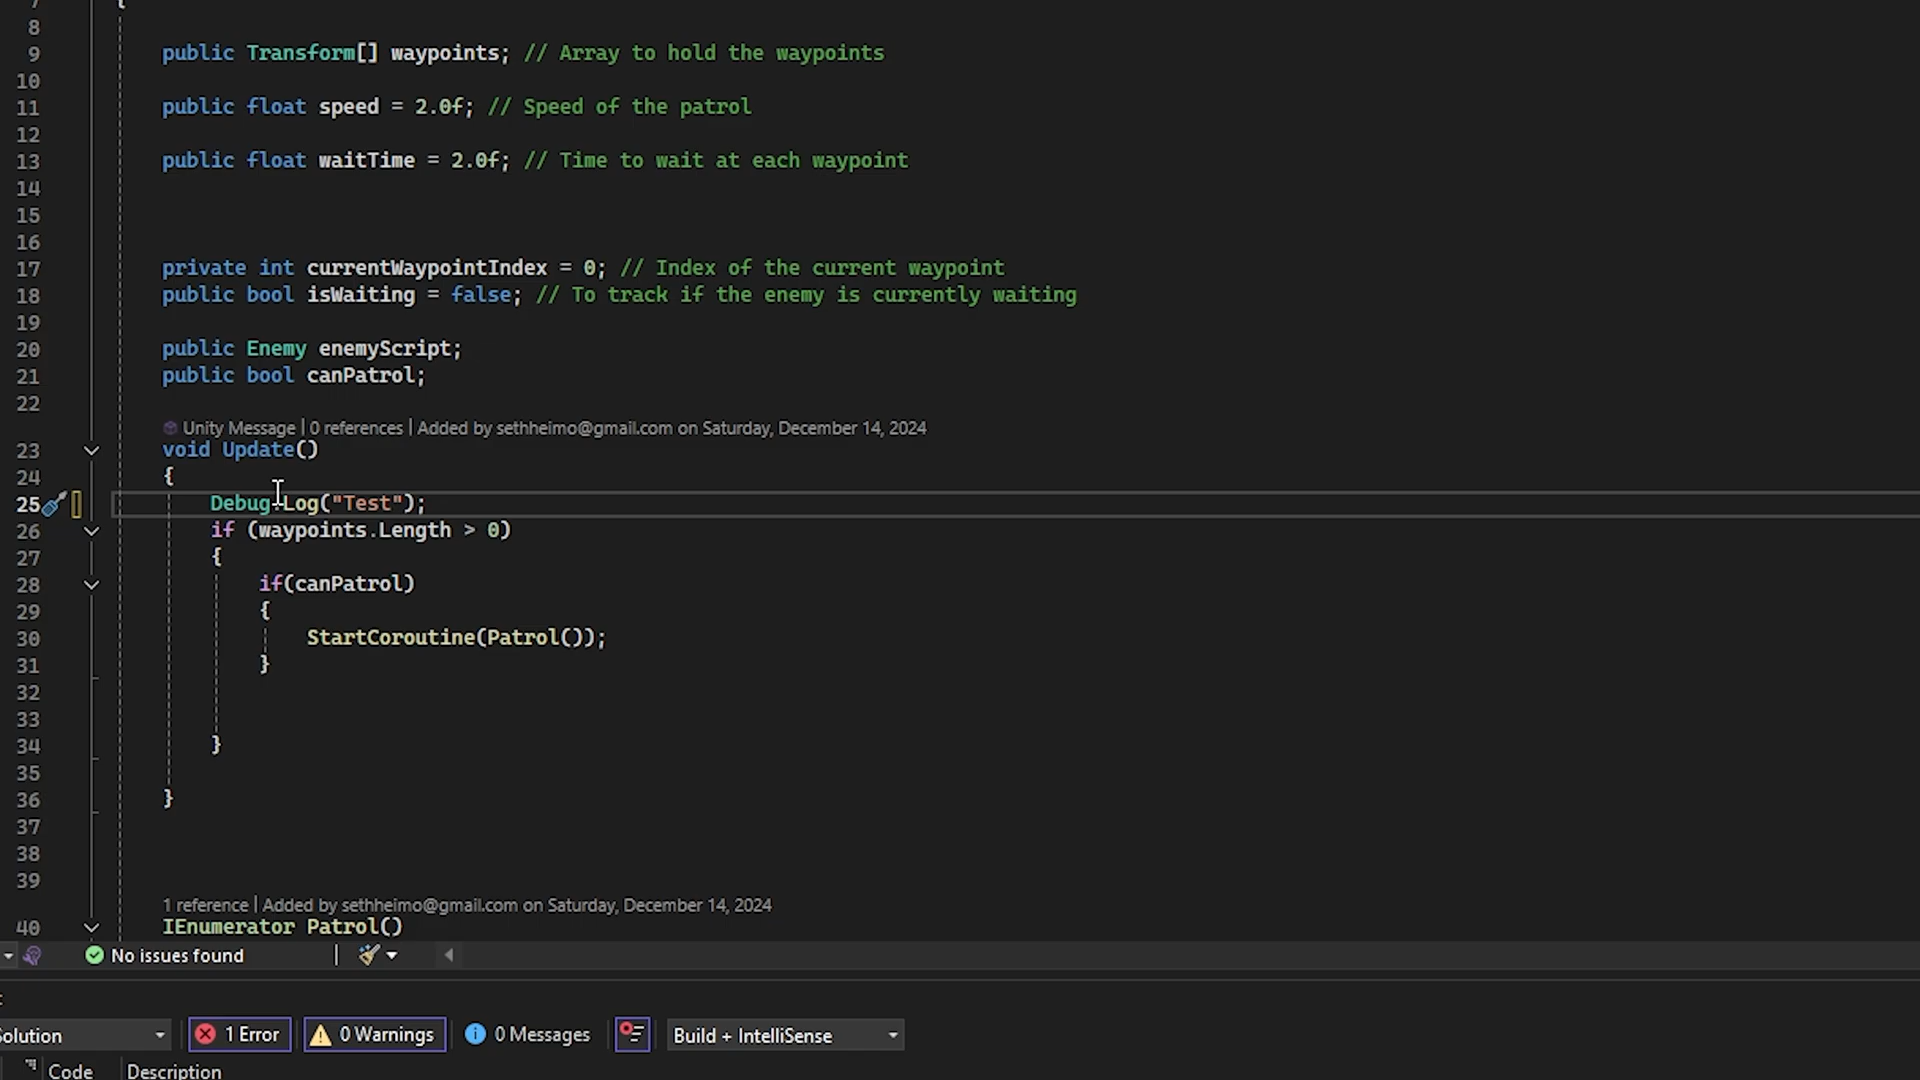 7 {
8
9 public Transform[] waypoints; // Array to hold the waypoints
10
11 public float speed = 2.0f; // Speed of the patrol
12
13 public float waitTime = 2.0f; // Time to wait at each waypoint
14
15
16
17 private int currentWaypointIndex = 0; // Index of the current waypoint
18 public bool isWaiting = false; // To track if the enemy is currently waiting
19
20 public Enemy enemyScript;
21 public bool canPatrol;
22
Unity Message | 0 references | Added by sethheimo@gmail.com on Saturday, December 14, 2024
23 void Update()
24 {
25 Debug.Log("Test");
26 if (waypoints.Length > 0)
27 {
28 if(canPatrol)
29 {
30 StartCoroutine(Patrol());
31 }
32
33
34 }
35
36 }
37
38
39
1 reference | Added by sethheimo@gmail.com on Saturday, December 14, 2024
40 IEnumerator Patrol()
No issues found
olution 1 Error 0 Warnings 0 Messages Build + IntelliSense
Code Description